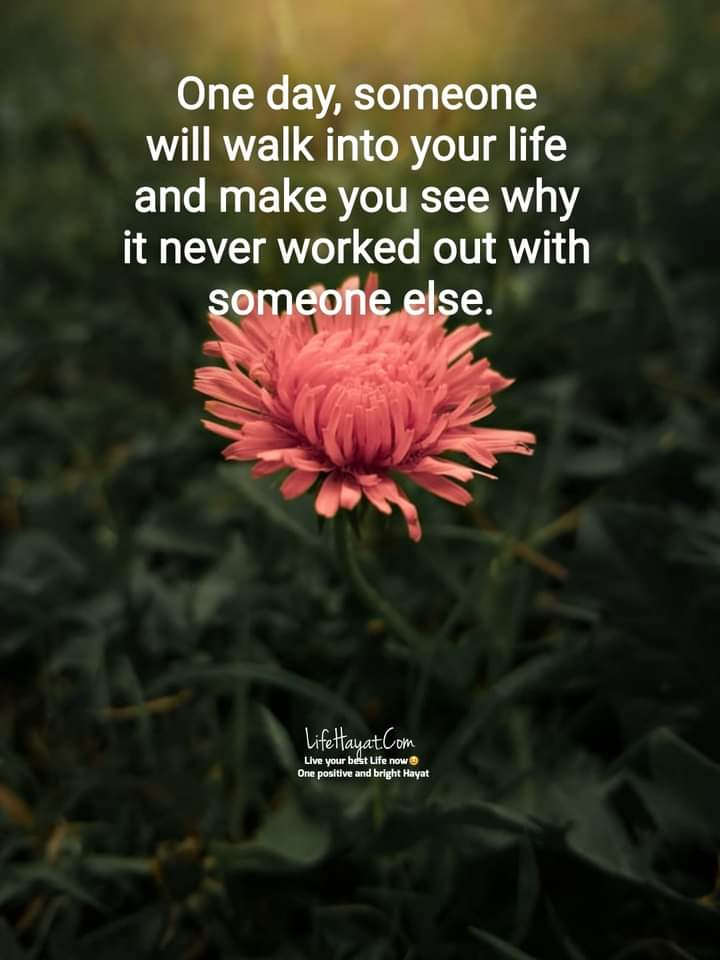 One day, someone
will walk into your life
and make you see why
it never worked out with
someone else.
LifeHayat.Com
Live your best Life now😊
One positive and bright Hayat